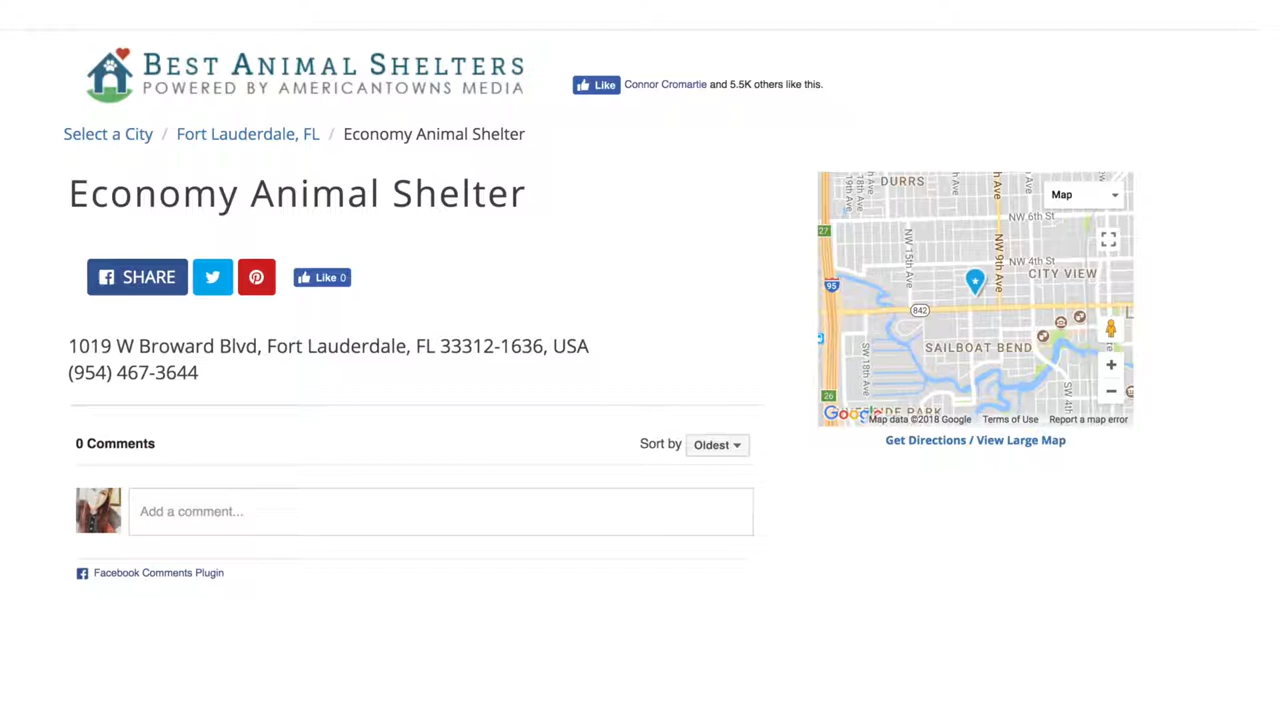 BEST ANIMAL SHELTERS
POWERED BY AMERICANTOWNS MEDIA
Like Connor Cromartie and 5.5K others like this.
Select a City / Fort Lauderdale, FL / Economy Animal Shelter
Economy Animal Shelter
SHARE
Like 0
1019 W Broward Blvd, Fort Lauderdale, FL 33312-1636, USA
(954) 467-3644
0 Comments
Sort by Oldest
Add a comment...
Facebook Comments Plugin
DURRS
Map
NW 6th St
27
NW 15th Ave
NW 9th Ave
NW 4th St
CITY VIEW
95
842
SAILBOAT BEND
SW 18th Ave
SW 4th
26
Google
Map data ©2018 Google
Terms of Use
Report a map error
Get Directions / View Large Map